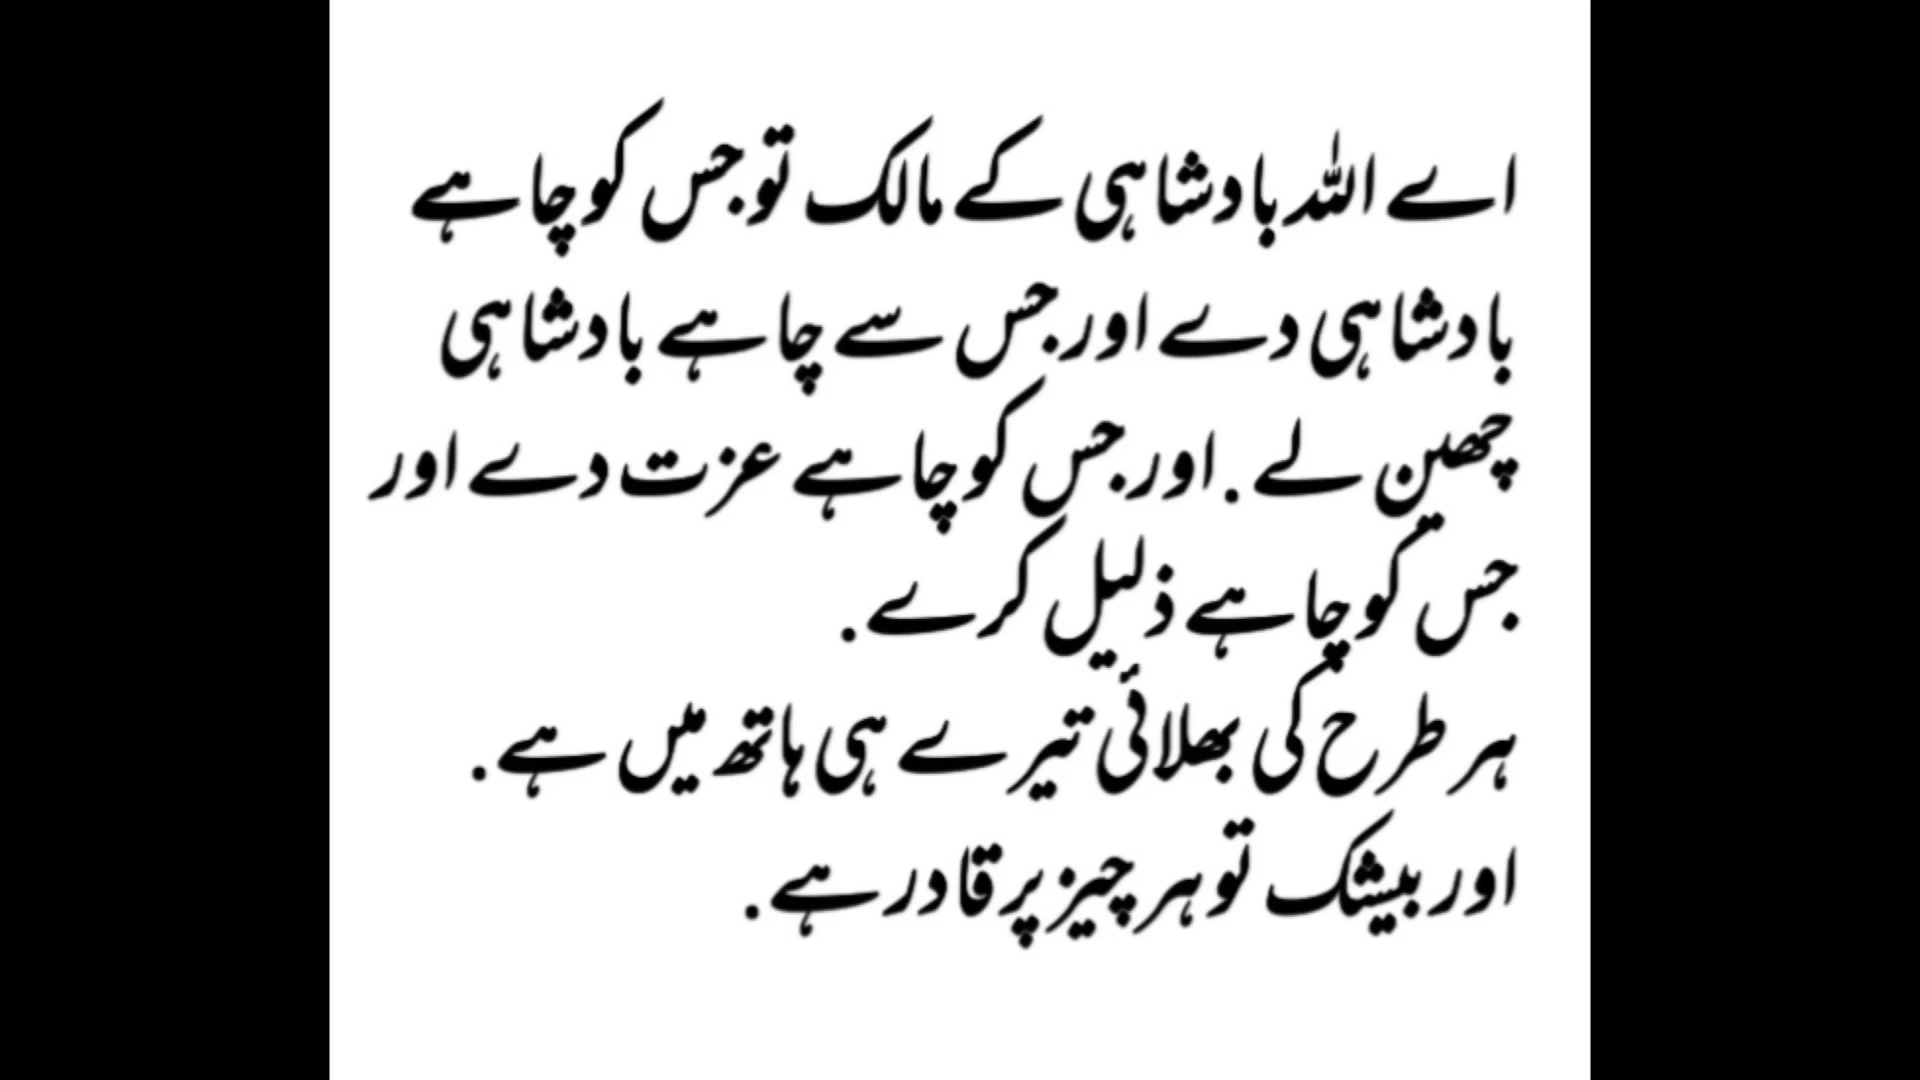 اے اللہ بادشاہی کے مالک تو جس کو چاہے
بادشاہی دے اور جس سے چاہے بادشاہی
چھین لے . اور جس کو چاہے عزت دے اور
جس کو چاہے ذلیل کرے .
ہر طرح کی بھلائی تیرے ہی ہاتھ میں ہے .
اور بیشک تو ہر چیز پر قادر ہے .